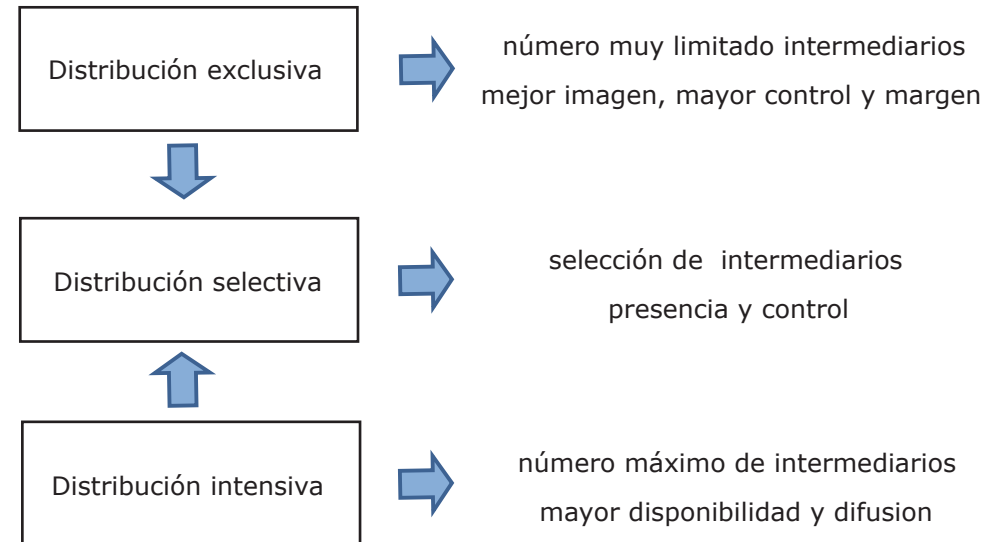 Distribución exclusiva
número muy limitado intermediarios
mejor imagen, mayor control y margen
Distribución selectiva
selección de intermediarios
presencia y control
Distribución intensiva
número máximo de intermediarios
mayor disponibilidad y difusion